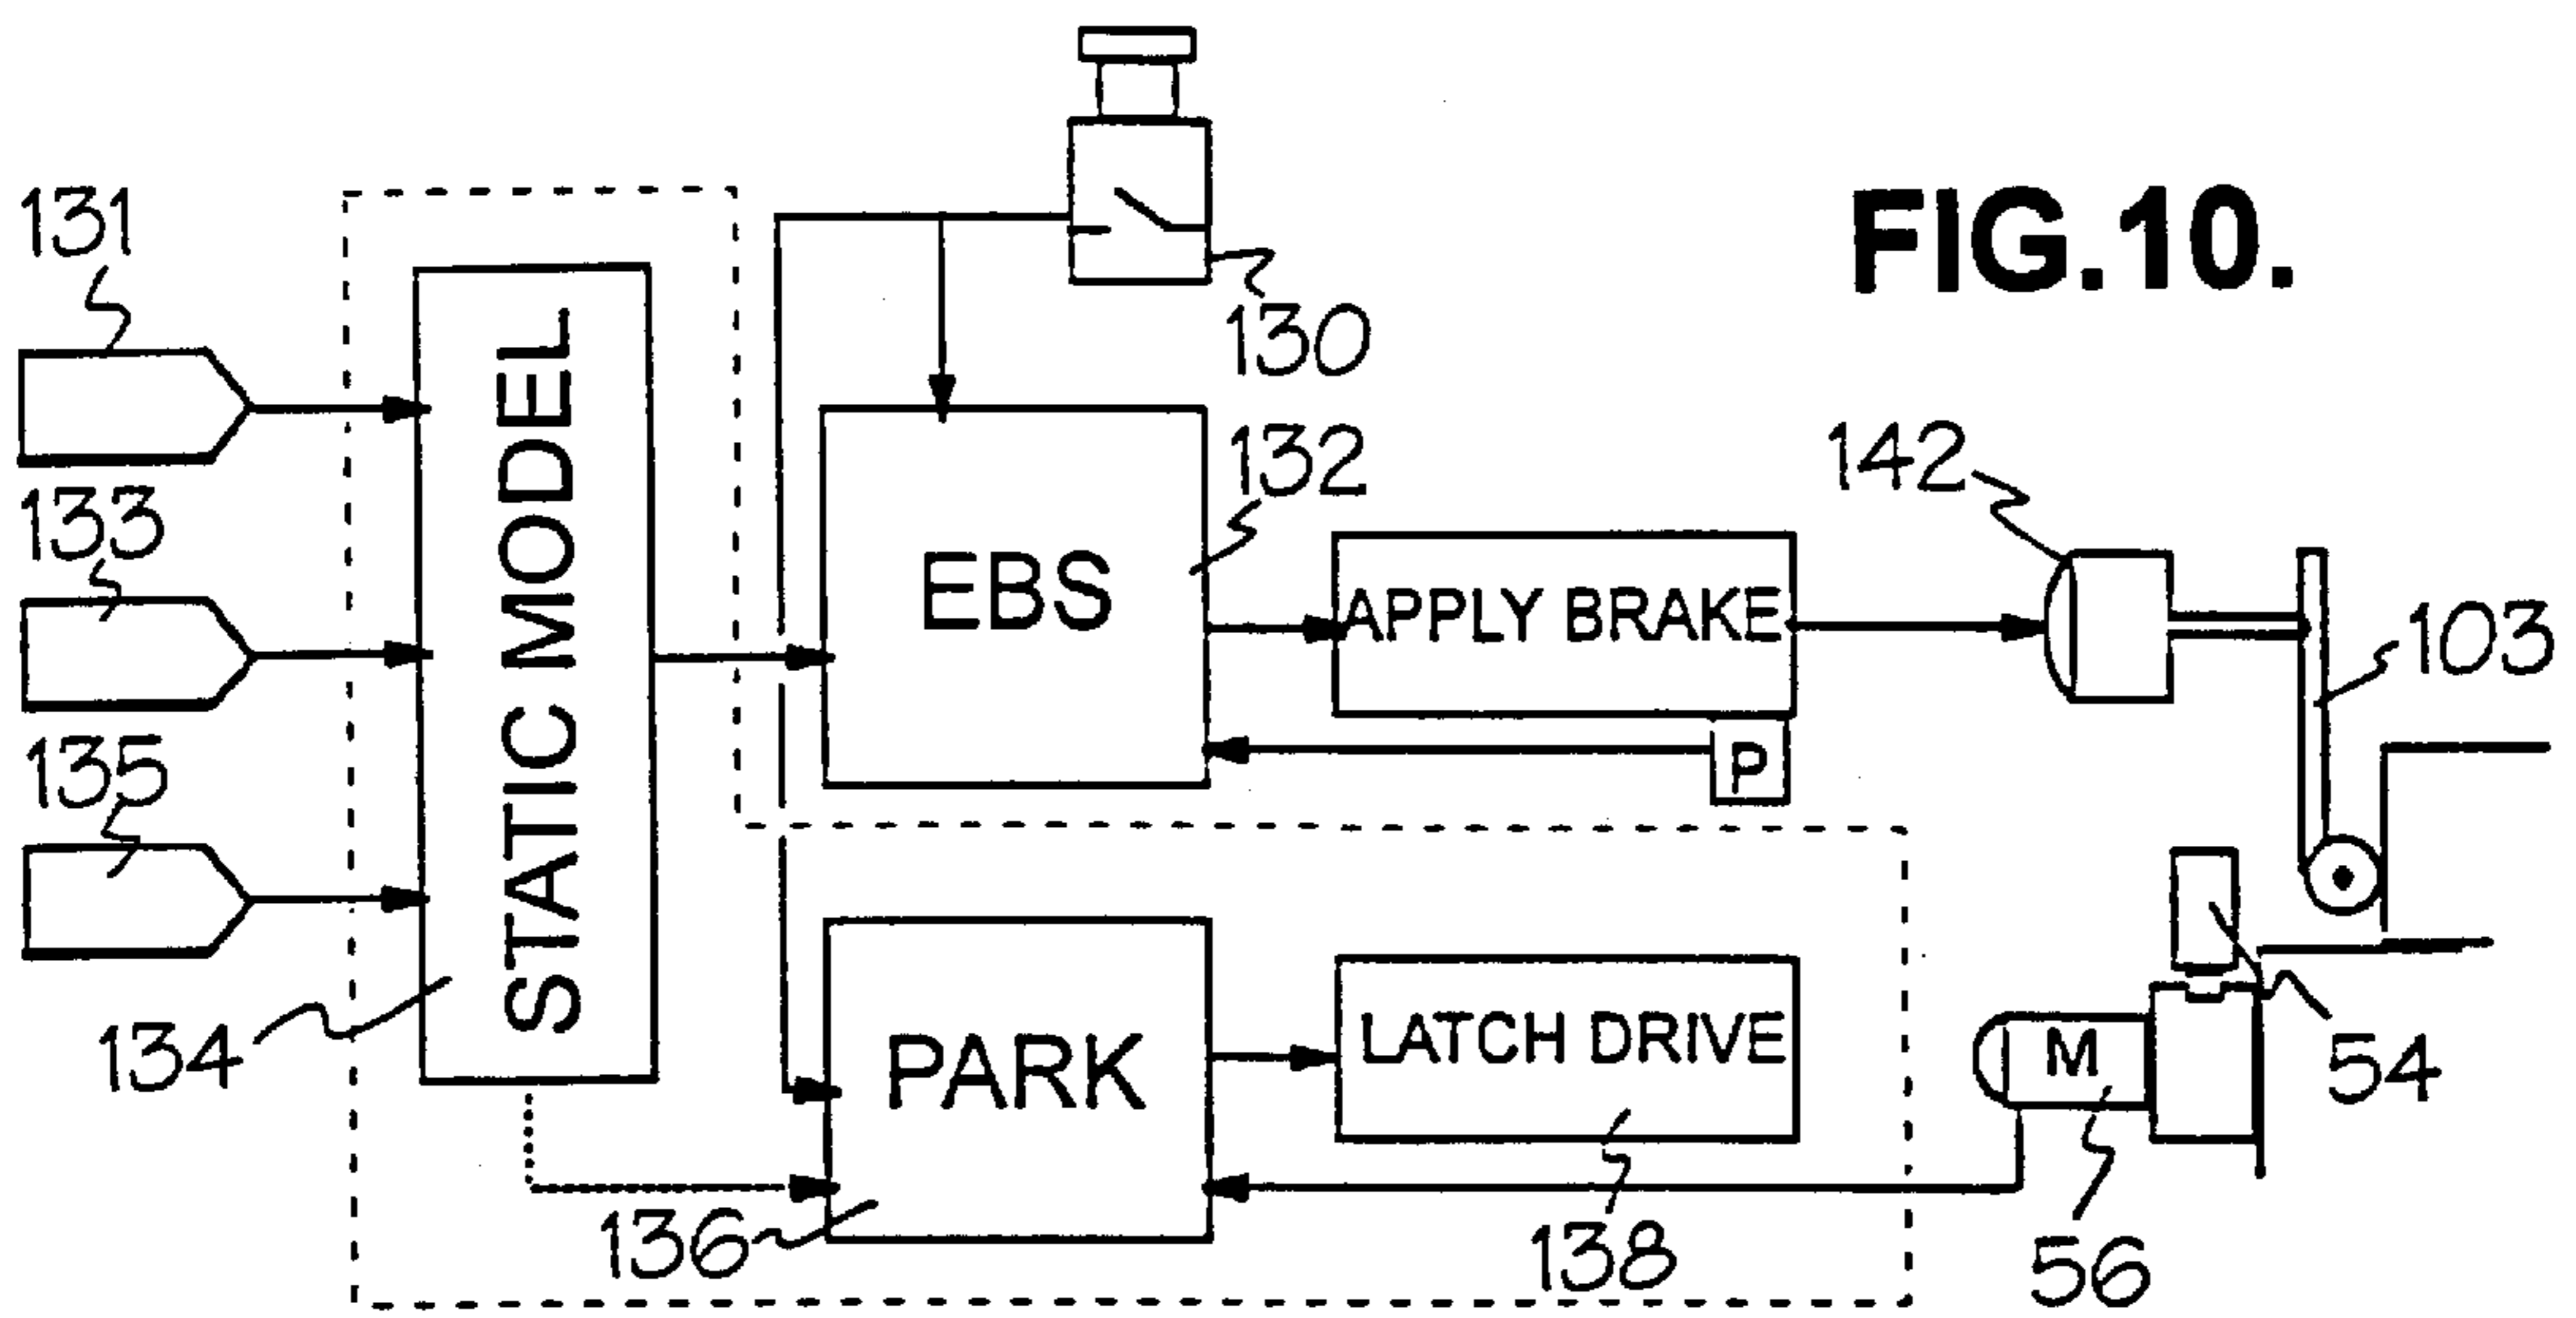 FIG.10.
131
130
133
STATIC MODEL
EBS
132
142
APPLY BRAKE
103
135
P
134
PARK
LATCH DRIVE
M
54
136
138
56